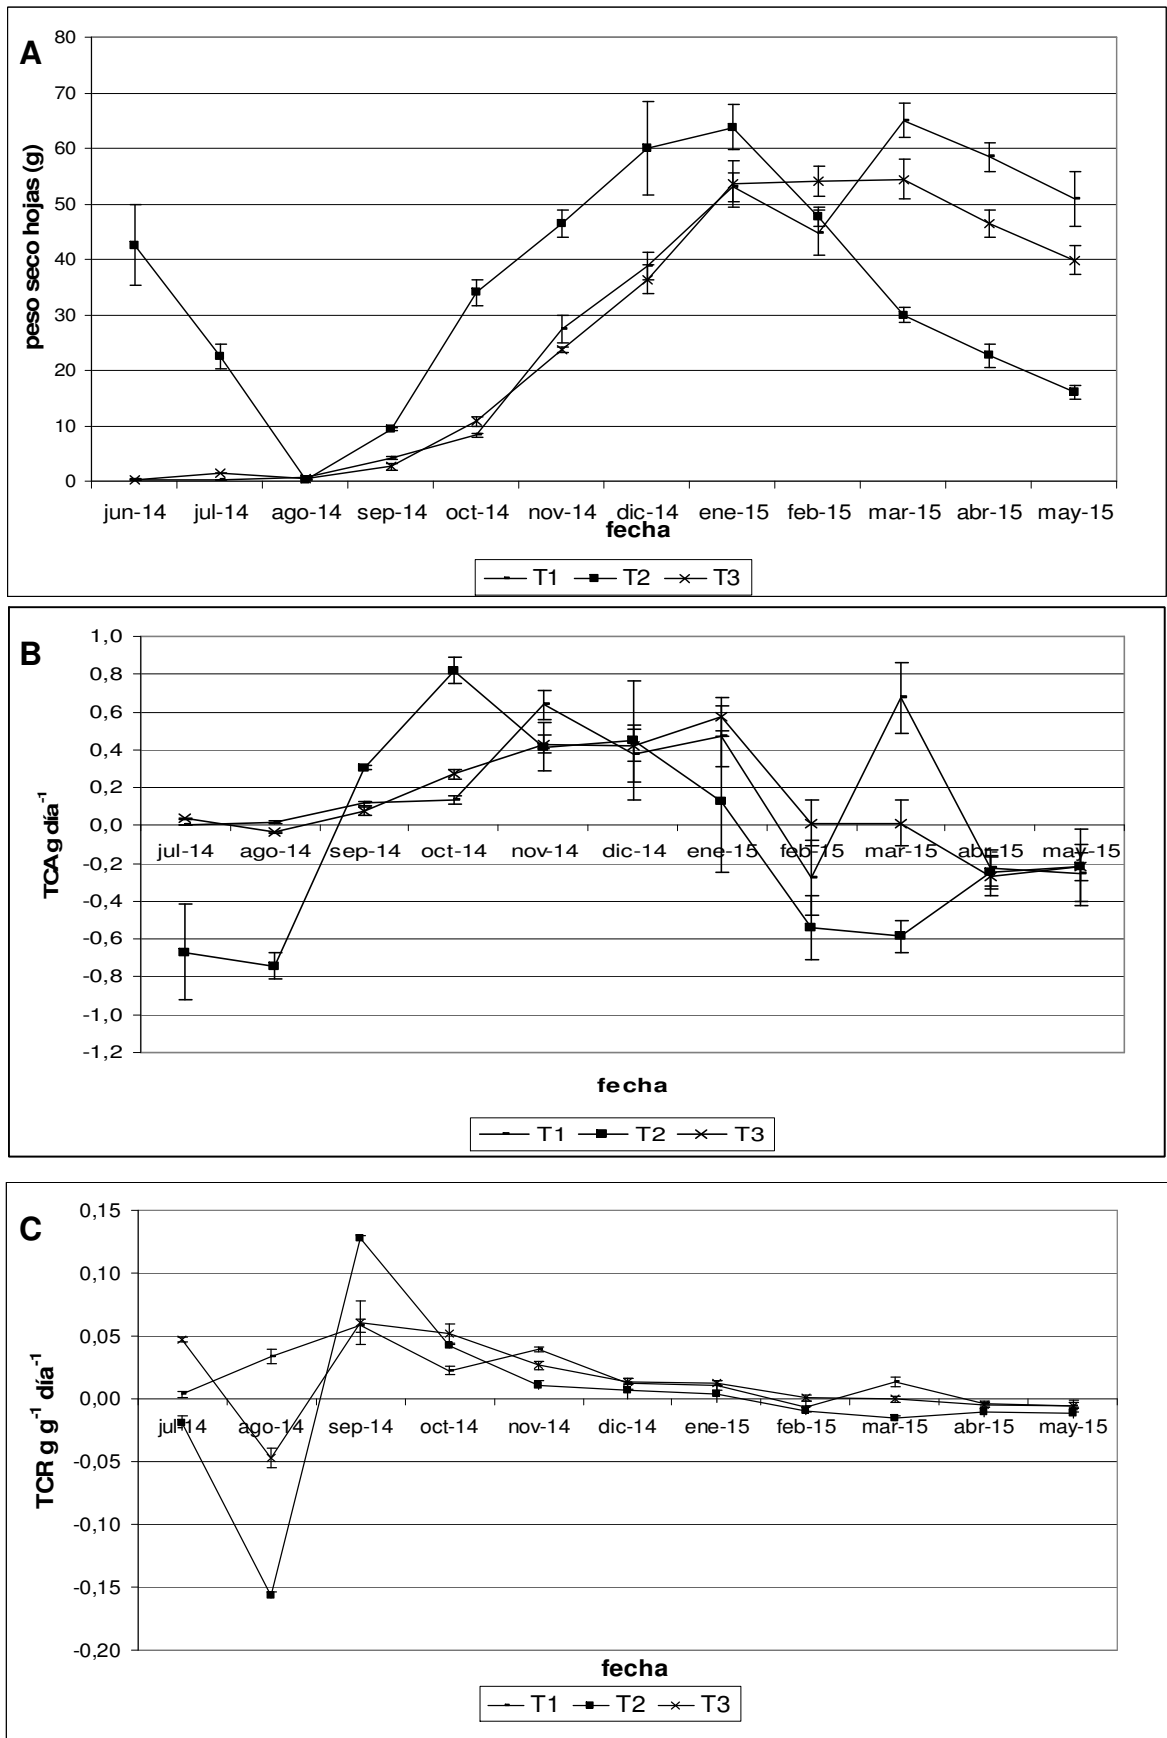 A
80
70
60
50
40
30
20
10
0
peso seco hojas (g)
jun-14 jul-14 ago-14 sep-14 oct-14 nov-14 dic-14 ene-15 feb-15 mar-15 abr-15 may-15
fecha
T1 T2 T3
B
1,0
0,8
0,6
0,4
0,2
0,0
-0,2
-0,4
-0,6
-0,8
-1,0
-1,2
TCA g día-1
jul-14 ago-14 sep-14 oct-14 nov-14 dic-14 ene-15 feb-15 mar-15 abr-15 may-15
fecha
T1 T2 T3
C
0,15
0,10
0,05
0,00
-0,05
-0,10
-0,15
-0,20
TCR g g-1 día-1
jul-14 ago-14 sep-14 oct-14 nov-14 dic-14 ene-15 feb-15 mar-15 abr-15 may-15
fecha
T1 T2 T3